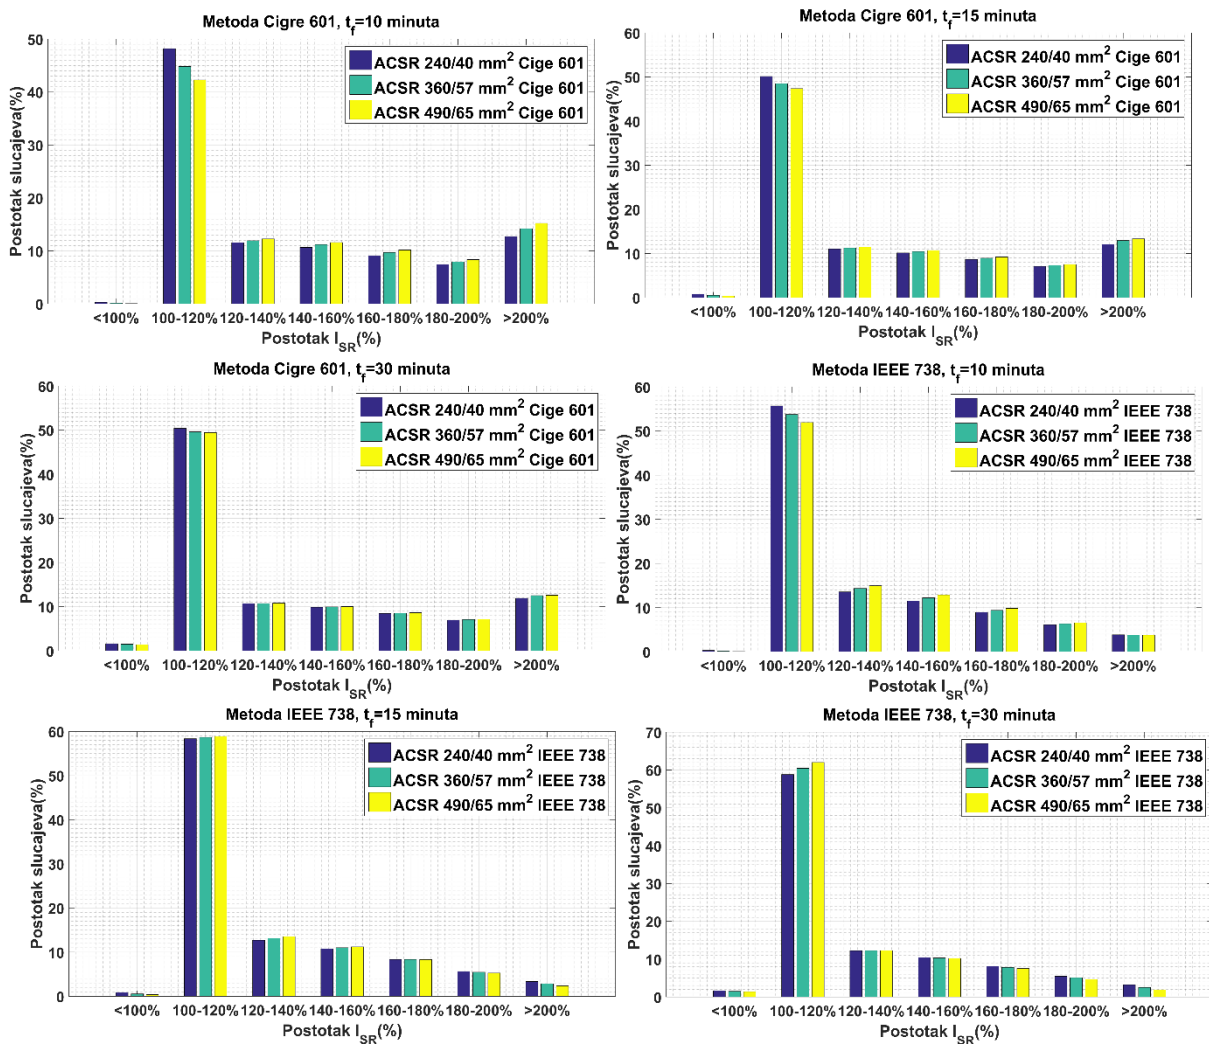 Metoda Cigre 601, t_f=10 minuta
Postotak slucajeva(%)
50
40
30
20
10
0
ACSR 240/40 mm² Cige 601
ACSR 360/57 mm² Cige 601
ACSR 490/65 mm² Cige 601
<100% 100-120% 120-140% 140-160% 160-180% 180-200% >200%
Postotak I_SR(%)
Metoda Cigre 601, t_f=15 minuta
Postotak slucajeva(%)
60
50
40
30
20
10
0
ACSR 240/40 mm² Cige 601
ACSR 360/57 mm² Cige 601
ACSR 490/65 mm² Cige 601
<100% 100-120% 120-140% 140-160% 160-180% 180-200% >200%
Postotak I_SR(%)
Metoda Cigre 601, t_f=30 minuta
Postotak slucajeva(%)
60
50
40
30
20
10
0
ACSR 240/40 mm² Cige 601
ACSR 360/57 mm² Cige 601
ACSR 490/65 mm² Cige 601
<100% 100-120% 120-140% 140-160% 160-180% 180-200% >200%
Postotak I_SR(%)
Metoda IEEE 738, t_f=10 minuta
Postotak slucajeva(%)
60
50
40
30
20
10
0
ACSR 240/40 mm² IEEE 738
ACSR 360/57 mm² IEEE 738
ACSR 490/65 mm² IEEE 738
<100% 100-120% 120-140% 140-160% 160-180% 180-200% >200%
Postotak I_SR(%)
Metoda IEEE 738, t_f=15 minuta
Postotak slucajeva(%)
60
50
40
30
20
10
0
ACSR 240/40 mm² IEEE 738
ACSR 360/57 mm² IEEE 738
ACSR 490/65 mm² IEEE 738
<100% 100-120% 120-140% 140-160% 160-180% 180-200% >200%
Postotak I_SR(%)
Metoda IEEE 738, t_f=30 minuta
Postotak slucajeva(%)
70
60
50
40
30
20
10
0
ACSR 240/40 mm² IEEE 738
ACSR 360/57 mm² IEEE 738
ACSR 490/65 mm² IEEE 738
<100% 100-120% 120-140% 140-160% 160-180% 180-200% >200%
Postotak I_SR(%)